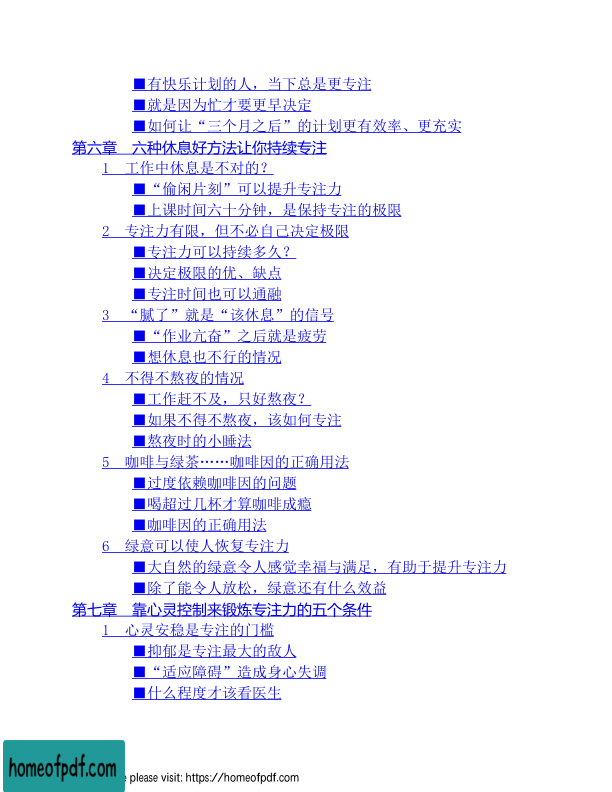 ■有快乐计划的人，当下总是更专注
■就是因为忙才要更早决定
■如何让“三个月之后”的计划更有效率、更充实
第六章　六种休息好方法让你持续专注
1　工作中休息是不对的？
■“偷闲片刻”可以提升专注力
■上课时间六十分钟，是保持专注的极限
2　专注力有限，但不必自己决定极限
■专注力可以持续多久？
■决定极限的优、缺点
■专注时间也可以通融
3　“腻了”就是“该休息”的信号
■“作业亢奋”之后就是疲劳
■想休息也不行的情况
4　不得不熬夜的情况
■工作赶不及，只好熬夜？
■如果不得不熬夜，该如何专注
■熬夜时的小睡法
5　咖啡与绿茶……咖啡因的正确用法
■过度依赖咖啡因的问题
■喝超过几杯才算咖啡成瘾
■咖啡因的正确用法
6　绿意可以使人恢复专注力
■大自然的绿意令人感觉幸福与满足，有助于提升专注力
■除了能令人放松，绿意还有什么效益
第七章　靠心灵控制来锻炼专注力的五个条件
1　心灵安稳是专注的门槛
■抑郁是专注最大的敌人
■“适应障碍”造成身心失调
■什么程度才该看医生
homeofpdf.com
e please visit: https://homeofpdf.com